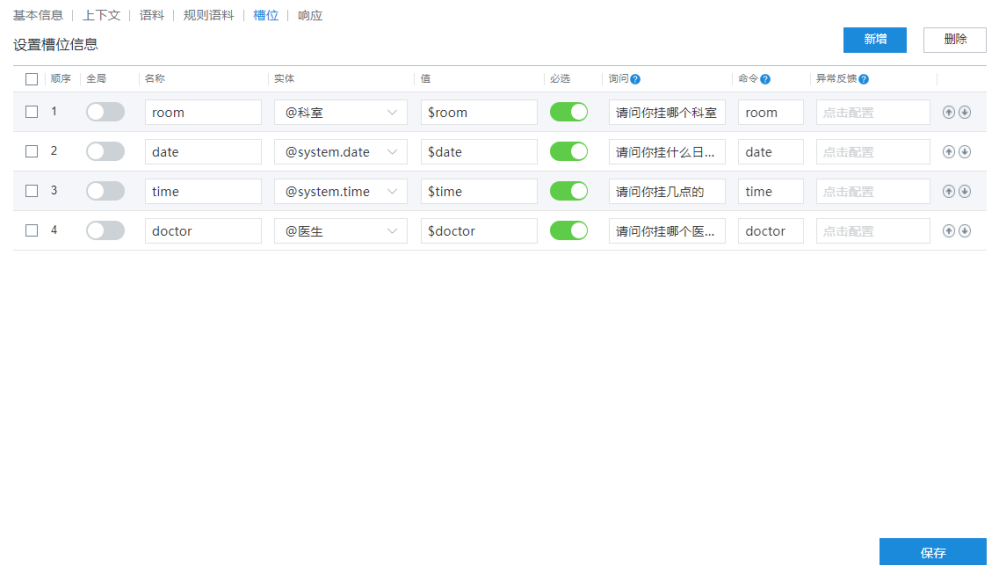 基本信息 | 上下文 | 语料 | 规则语料 | 槽位 | 响应
设置槽位信息
新增 删除
顺序 全局 名称 实体 值 必选 询问 ? 命令 ? 异常反馈 ?
1 room @科室 $room 请问你挂哪个科室 room 点击配置
2 date @system.date $date 请问你挂什么日... date 点击配置
3 time @system.time $time 请问你挂几点的 time 点击配置
4 doctor @医生 $doctor 请问你挂哪个医... doctor 点击配置
保存